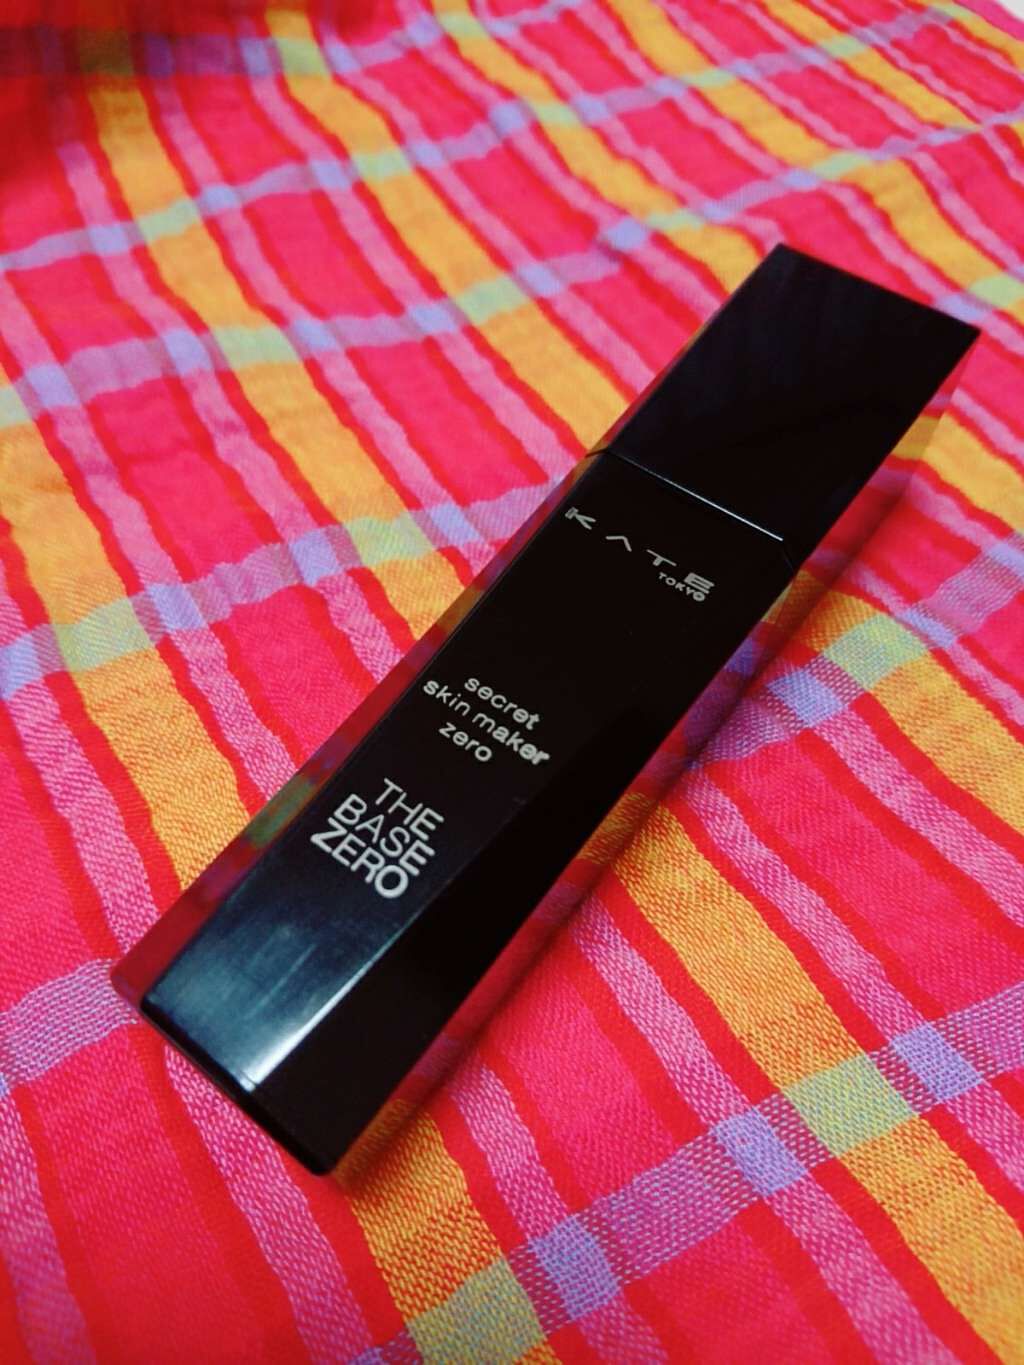 KATE
TOKYO
secret
skin maker
zero
THE
BASE
ZERO